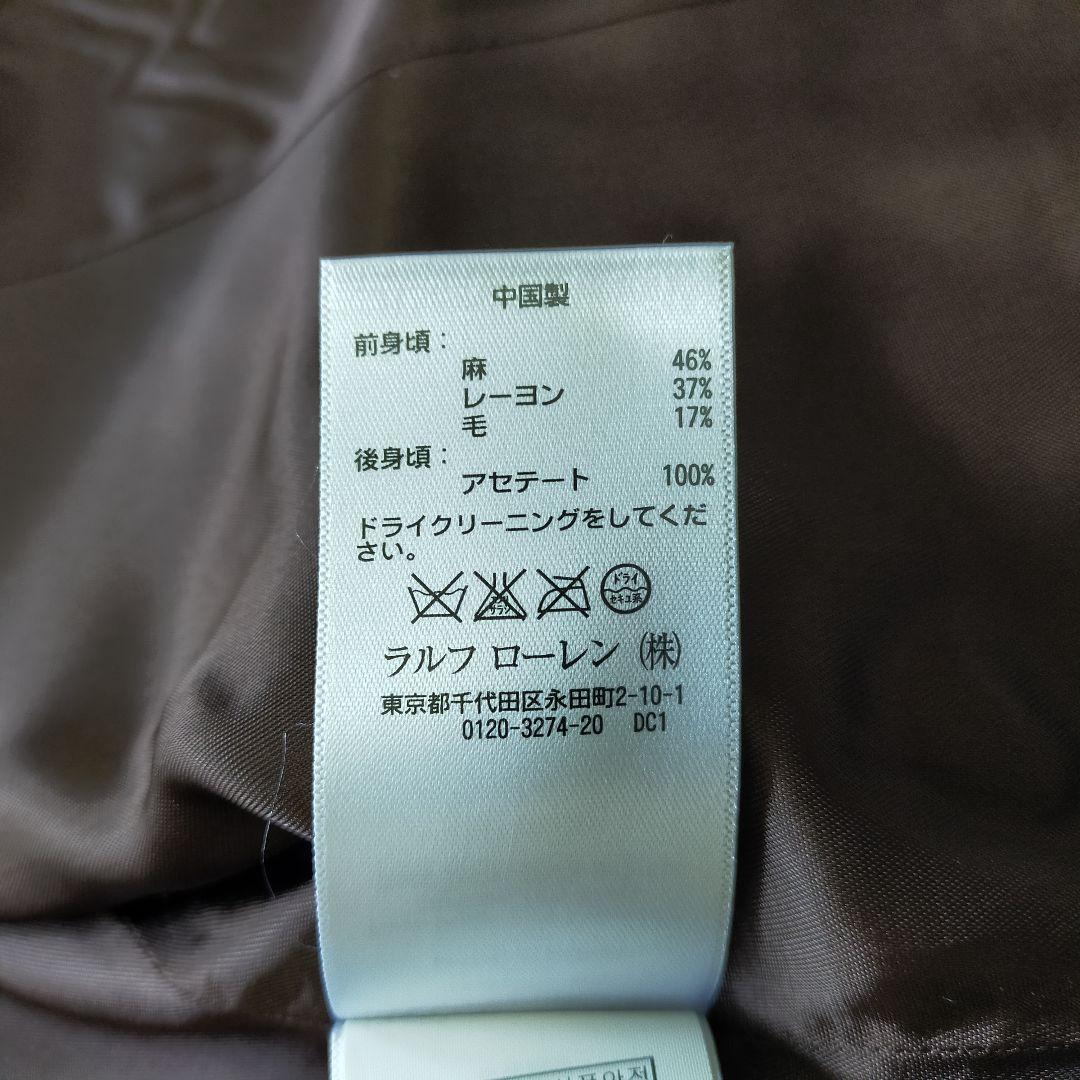 中国製
前身頃:
麻 46%
レーヨン 37%
毛 17%
後身頃:
アセテート 100%
ドライクリーニングをしてくだ
さい。
ドライ
セキユ系
ラルフ ローレン (株)
東京都千代田区永田町2-10-1
0120-3274-20 DC1